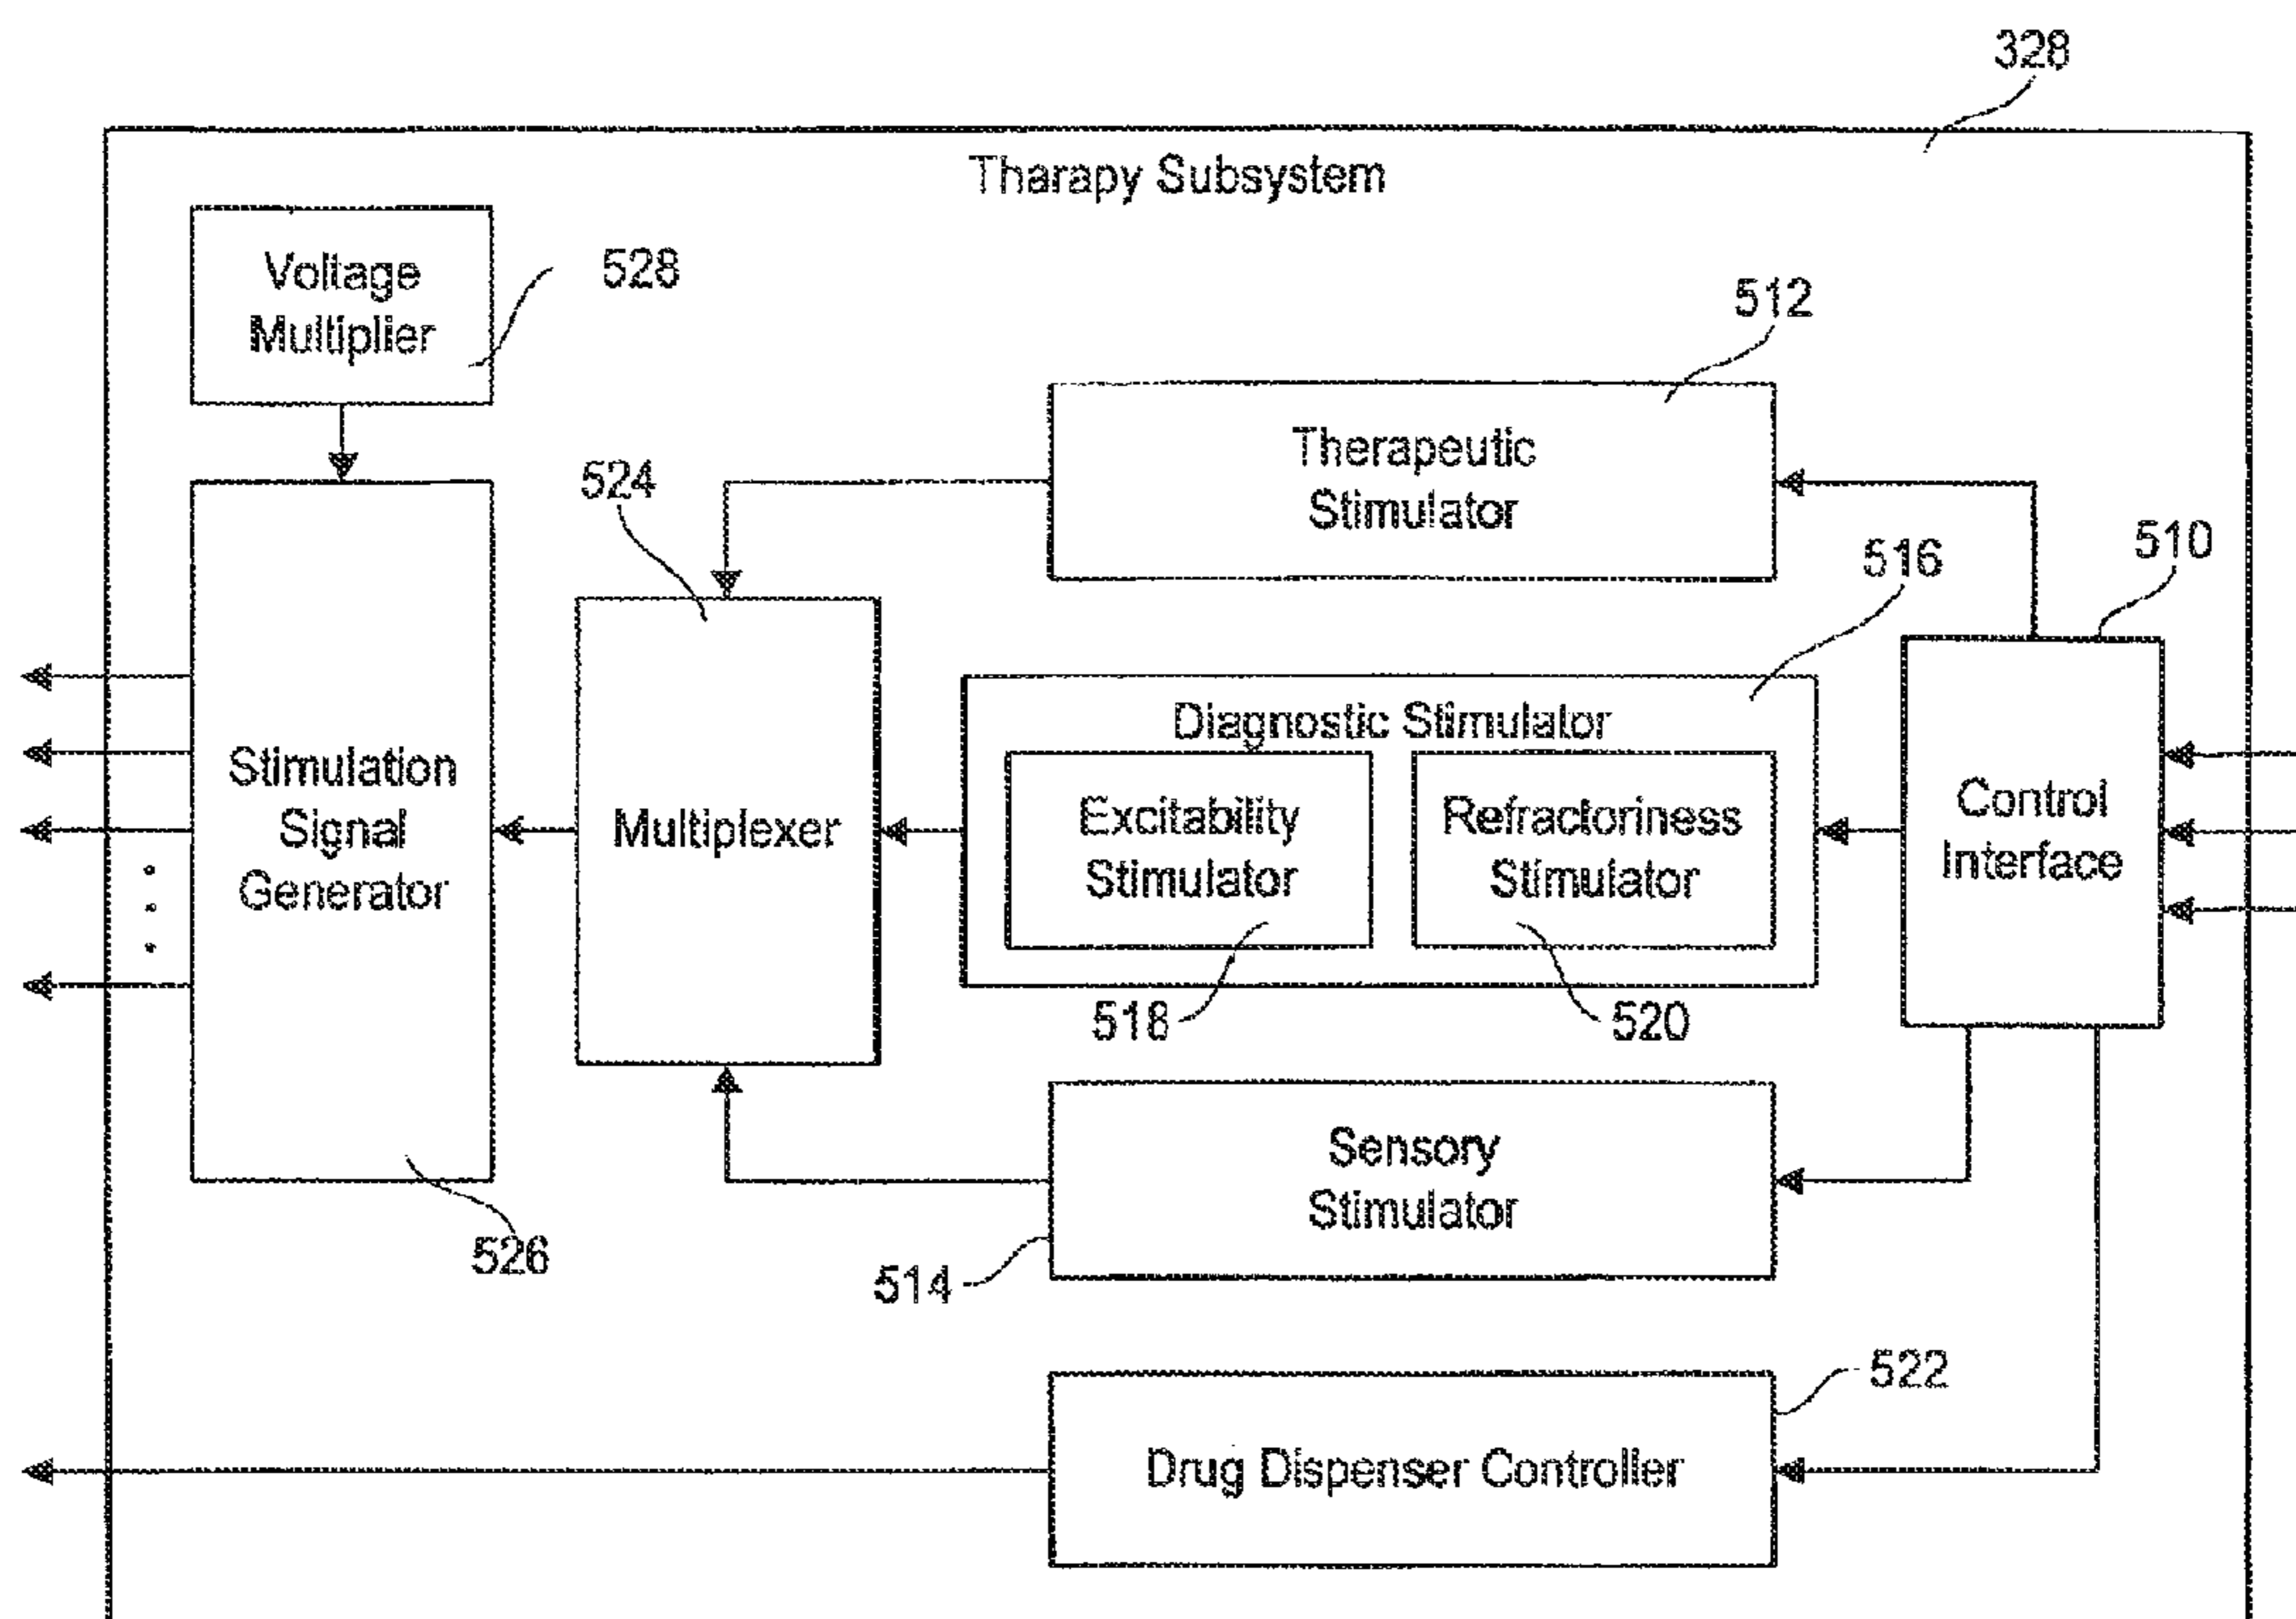 328
Tharapy Subsystem
Voltage
Multiplier
528
512
Therapeutic
Stimulator
524
516
510
Stimulation
Signal
Generator
Multiplexer
Diagnostic Stimulator
Excitability
Stimulator
Refractoriness
Stimulator
Control
Interface
518
520
526
Sensory
Stimulator
514
522
Drug Dispenser Controller